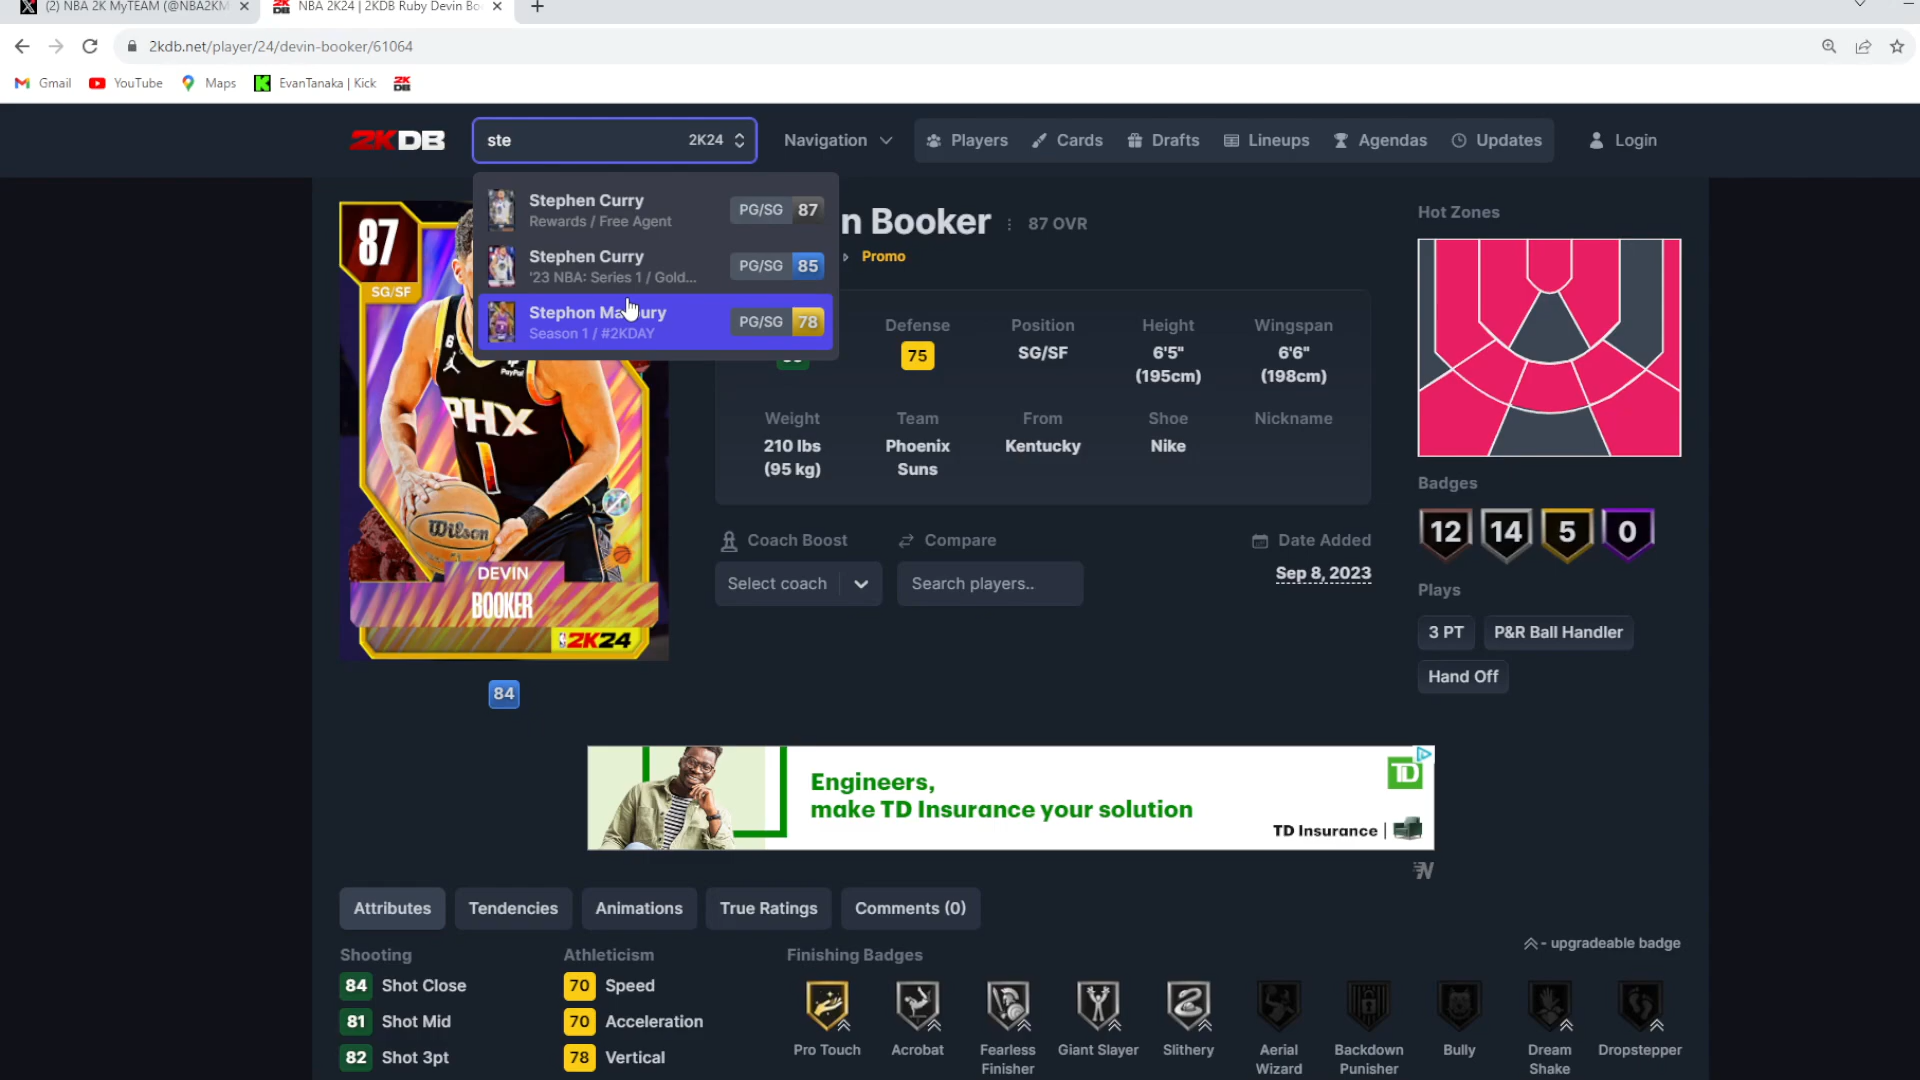 (2) NBA 2K MyTEAM (@NBA2KM
NBA 2K24 | 2KDB Ruby Devin Bo
2kdb.net/player/24/devin-booker/61064
Gmail
YouTube
Maps
EvanTanaka | Kick
2KDB
ste
2K24
Navigation
Players
Cards
Drafts
Lineups
Agendas
Updates
Login
Stephen Curry
Rewards / Free Agent
PG/SG 87
Stephen Curry
'23 NBA: Series 1 / Gold...
PG/SG 85
Season 1 / #2KDAY
PG/SG 78
n Booker
87 OVR
Promo
87
SG/SF
PayPal
PHX
1
Wilson
DEVIN
BOOKER
2K24
84
Defense
75
Position
SG/SF
Height
6'5"
(195cm)
Wingspan
6'6"
(198cm)
Weight
210 lbs
(95 kg)
Team
Phoenix
Suns
From
Kentucky
Shoe
Nike
Nickname
Coach Boost
Select coach
Compare
Search players..
Date Added
Sep 8, 2023
Hot Zones
Badges
12
14
5
0
Plays
3 PT
P&R Ball Handler
Hand Off
Engineers,
make TD Insurance your solution
TD
TD Insurance
Attributes
Tendencies
Animations
True Ratings
Comments (0)
- upgradeable badge
Shooting
84 Shot Close
81 Shot Mid
82 Shot 3pt
Athleticism
70 Speed
70 Acceleration
78 Vertical
Finishing Badges
Pro Touch
Acrobat
Fearless
Finisher
Giant Slayer
Slithery
Aerial
Wizard
Backdown
Punisher
Bully
Dream
Shake
Dropstepper